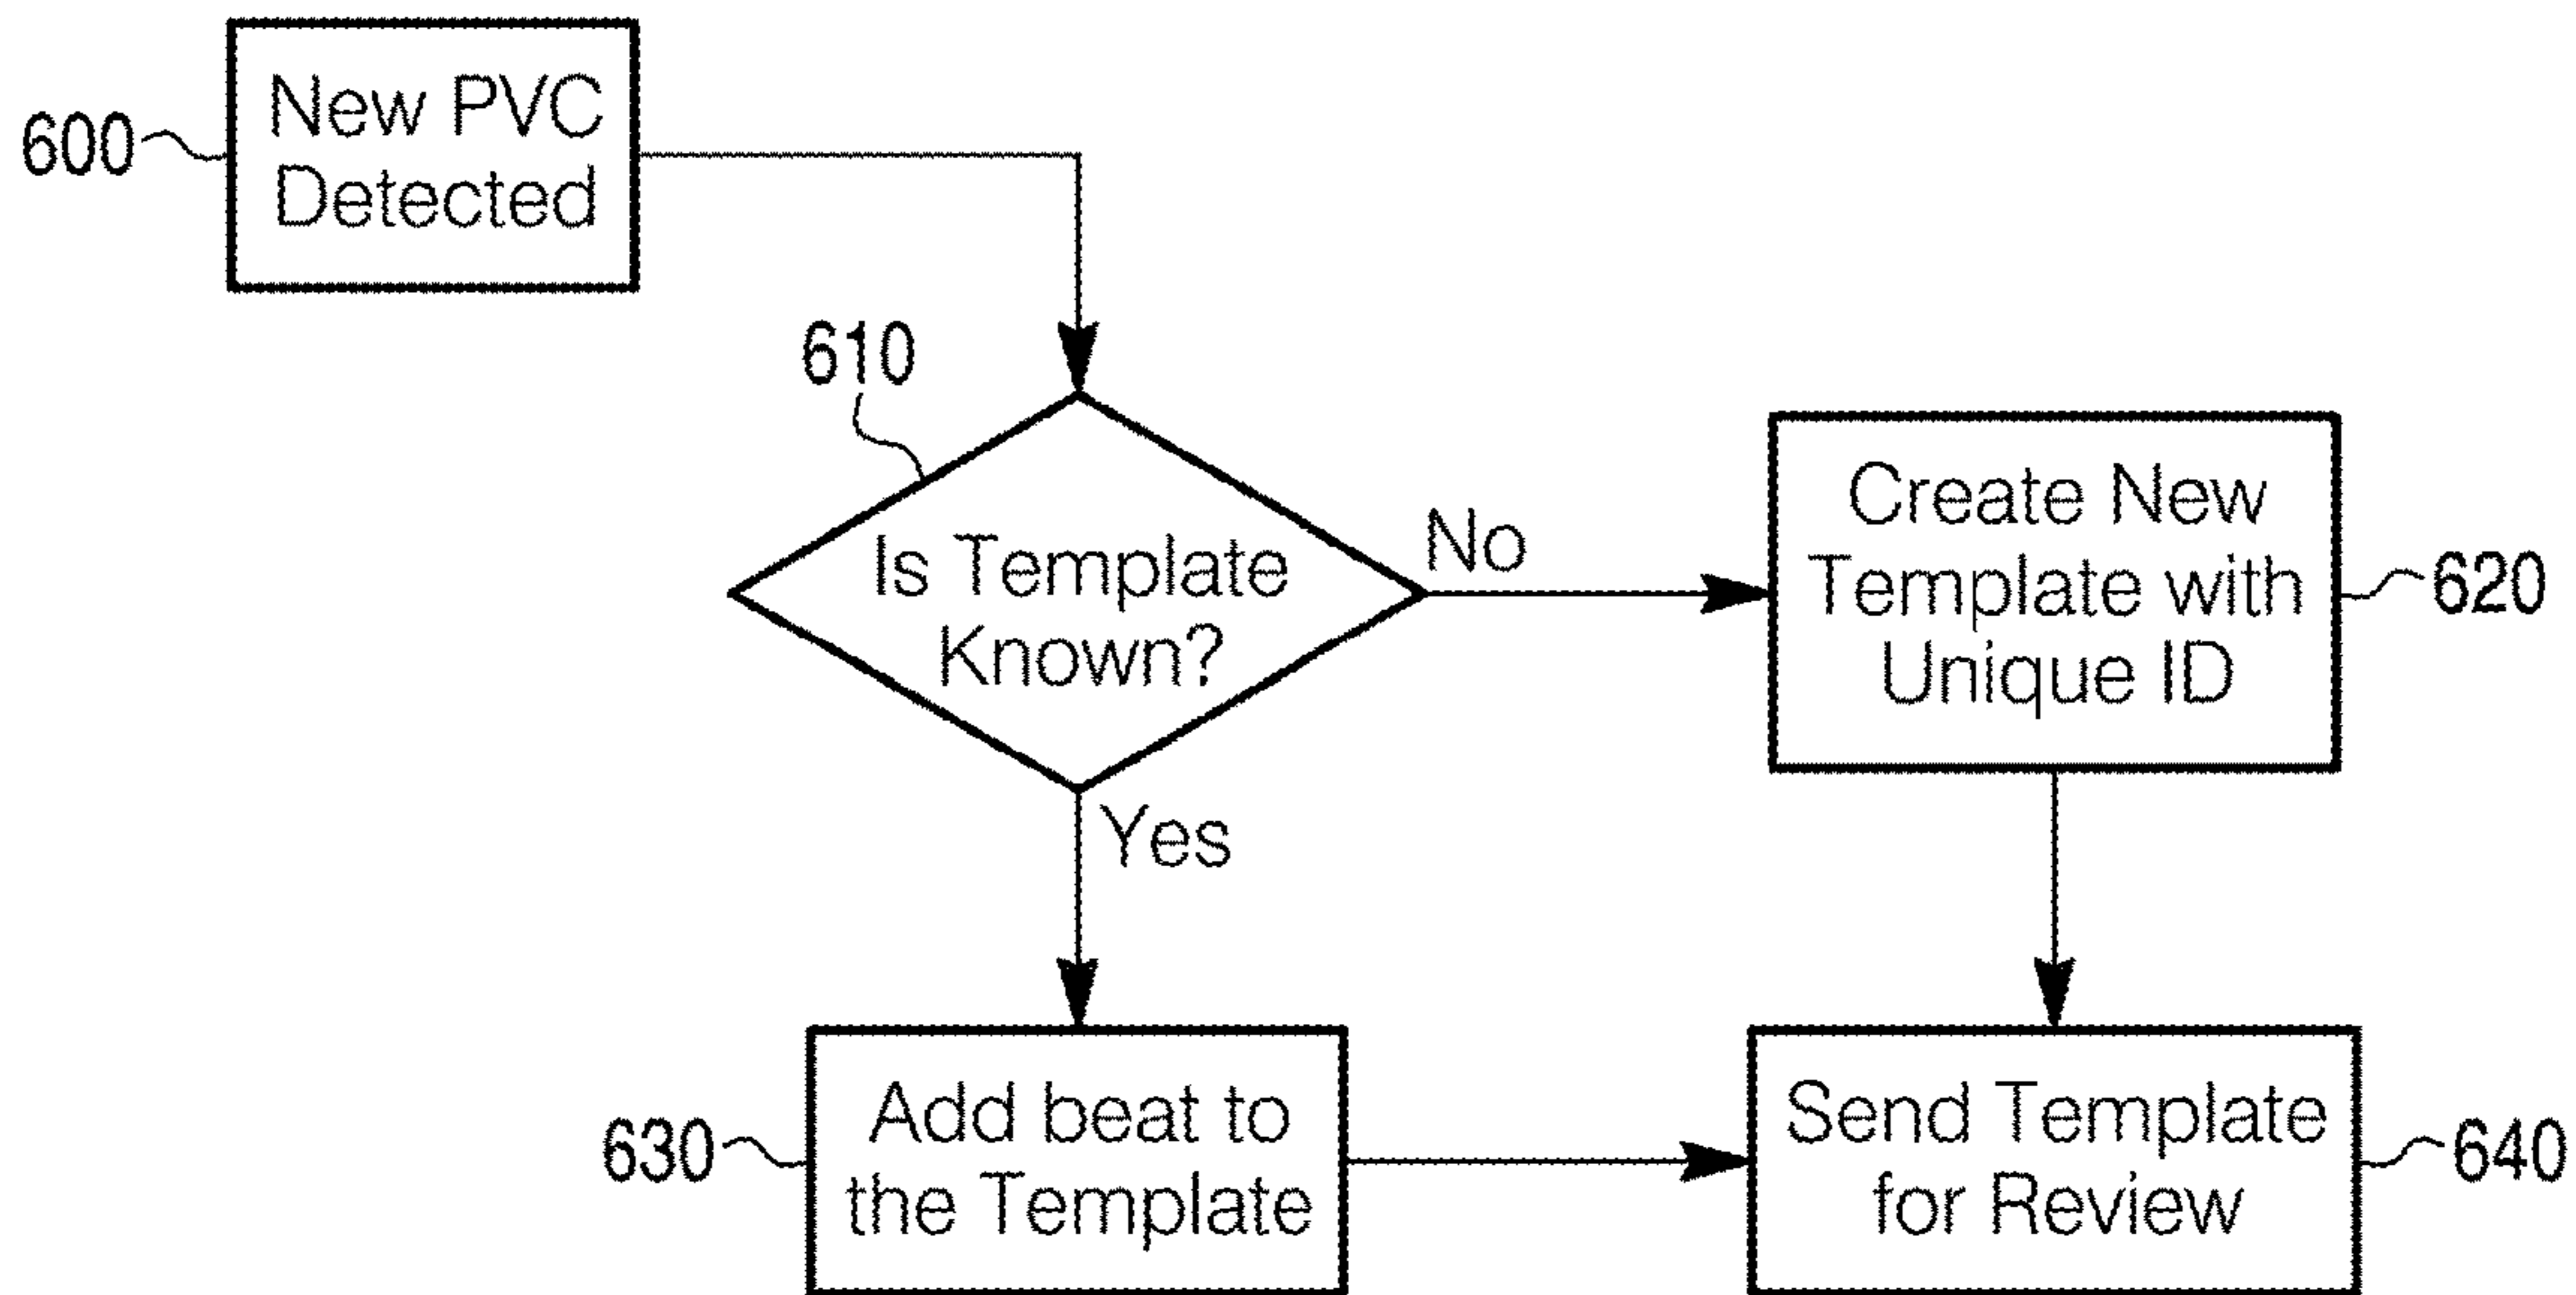 600
New PVC
Detected
610
Is Template
Known?
No
Create New
Template with
Unique ID
620
Yes
630
Add beat to
the Template
Send Template
for Review
640